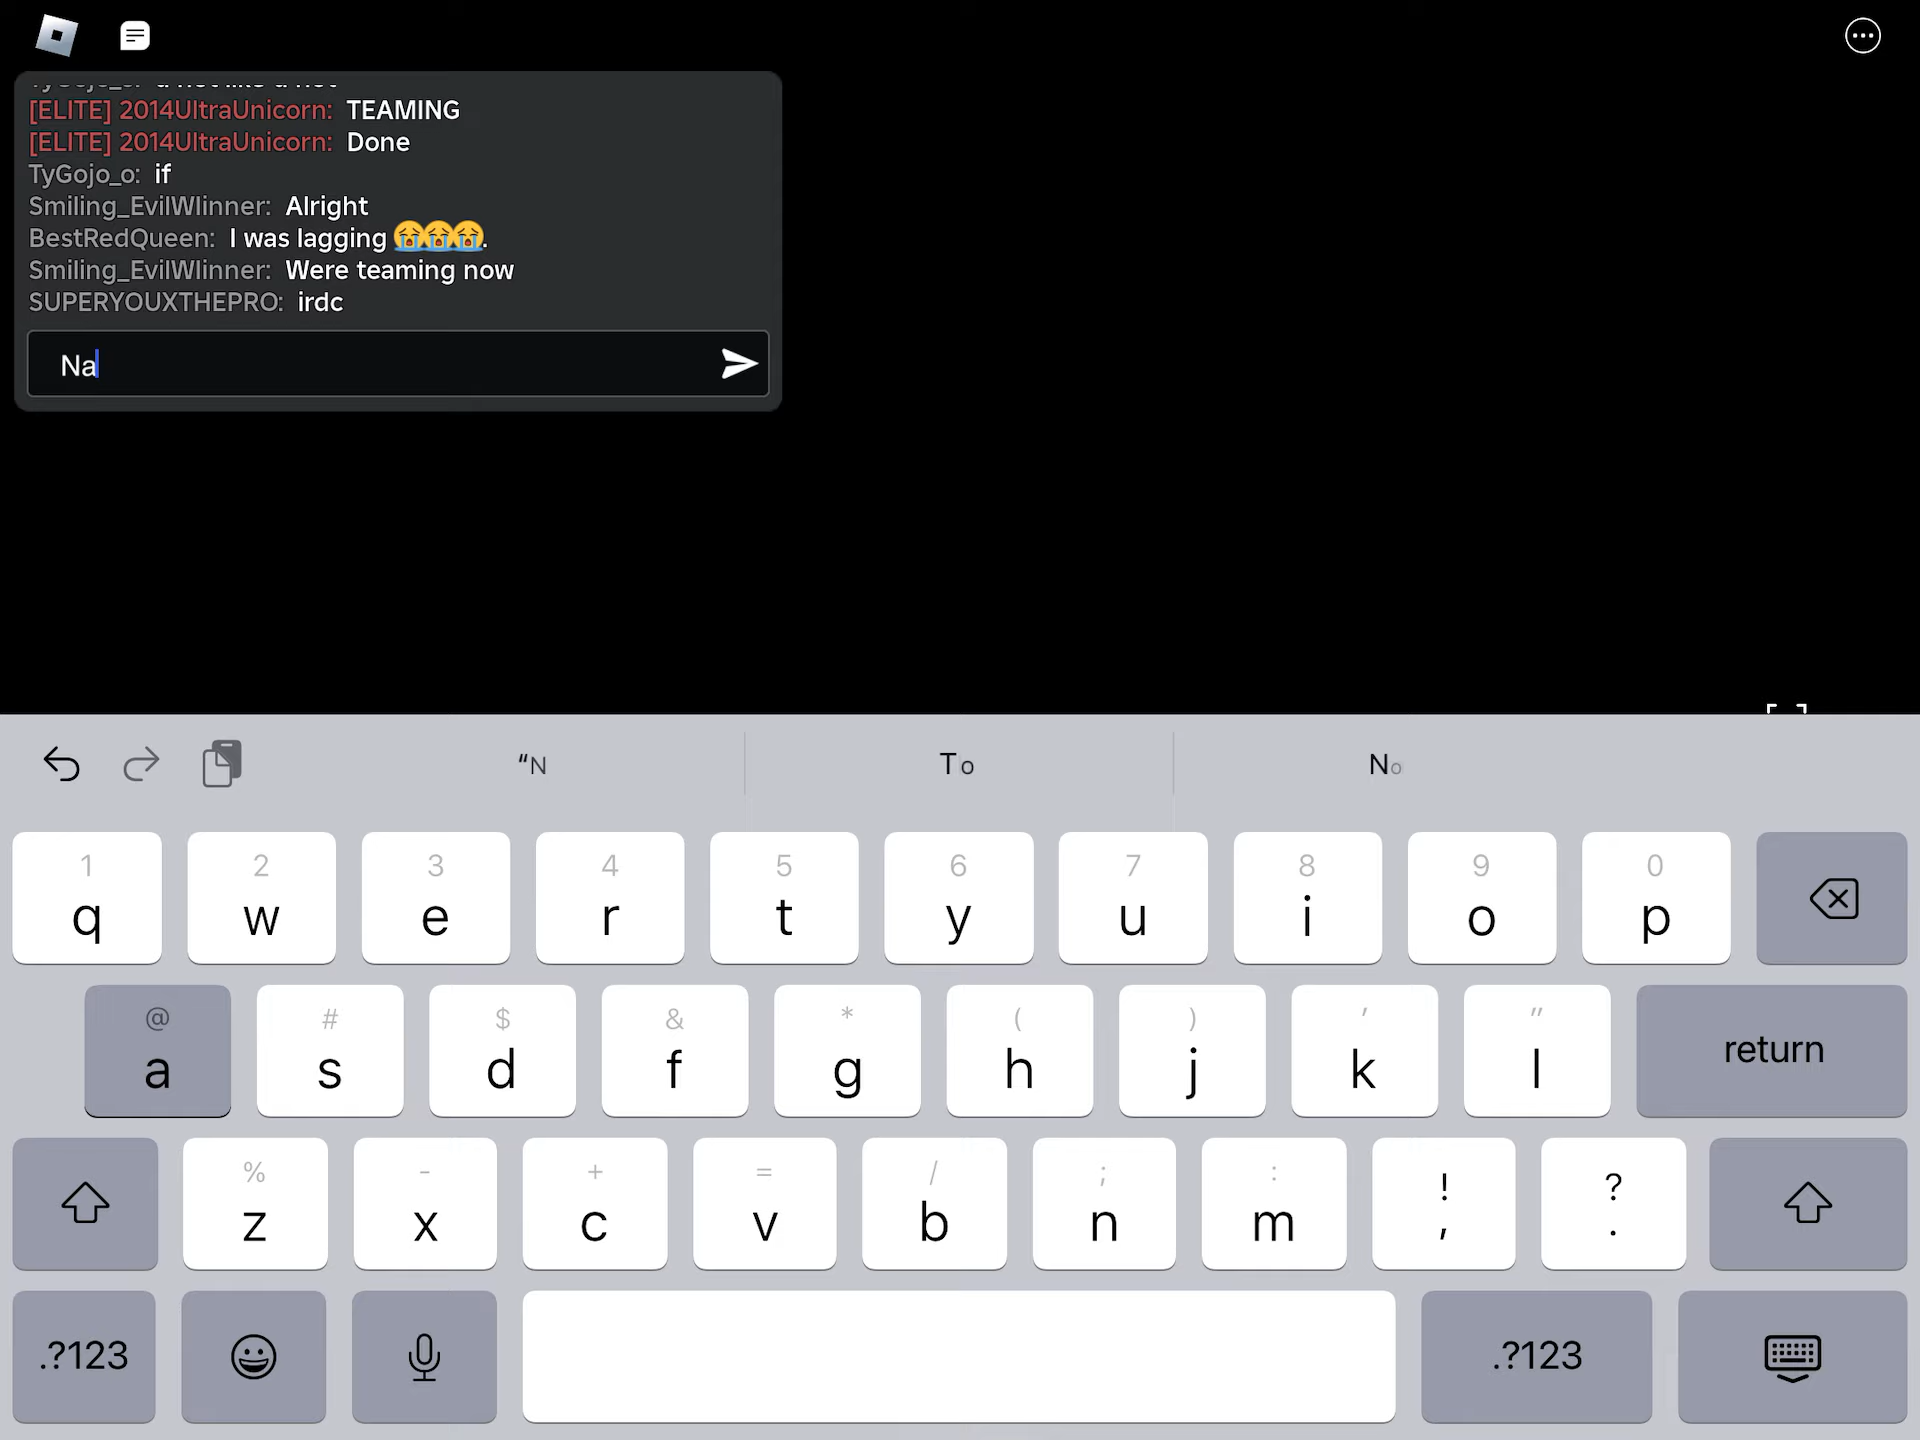 [ELITE] 2014UltraUnicorn: TEAMING
[ELITE] 2014UltraUnicorn: Done
TyGojo_o: if
Smiling_EvilWlinner: Alright
BestRedQueen: I was lagging 😭😭😭.
Smiling_EvilWlinner: Were teaming now
SUPERYOUXTHEPRO: irdc
Na
“N To No
1 2 3 4 5 6 7 8 9 0
q w e r t y u i o p
@ # $ & * ( ) ' "
a s d f g h j k l return
% - + = / ; : ! ?
z x c v b n m , .
.?123 .?123